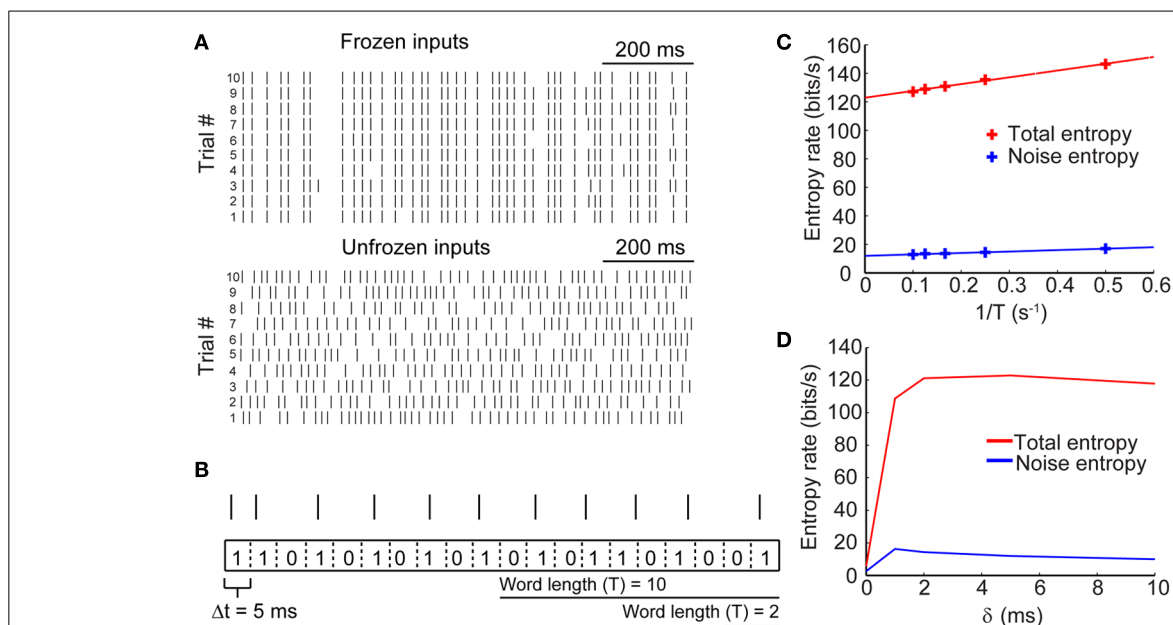 A
Frozen inputs
200 ms
Trial #
10
9
8
7
6
5
4
3
2
1
Unfrozen inputs
200 ms
Trial #
10
9
8
7
6
5
4
3
2
1
B
1 1 0 1 0 1 0 1 0 1 0 1 0 1 1 0 1 0 0 1
Δt = 5 ms
Word length (T) = 10
Word length (T) = 2
C
Entropy rate (bits/s)
160
140
120
100
80
60
40
20
0
Total entropy
Noise entropy
0 0.1 0.2 0.3 0.4 0.5 0.6
1/T (s⁻¹)
D
Entropy rate (bits/s)
140
120
100
80
60
40
20
0
Total entropy
Noise entropy
0 2 4 6 8 10
δ (ms)